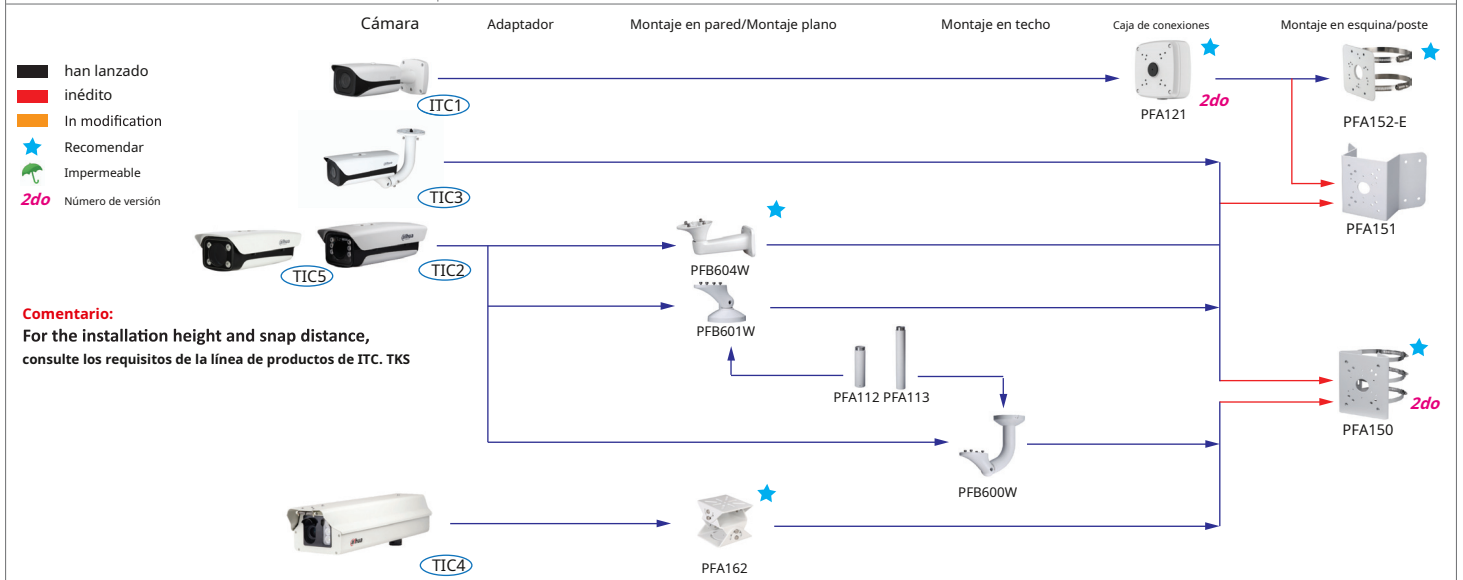 Cámara
Adaptador
Montaje en pared/Montaje plano
Montaje en techo
Caja de conexiones
Montaje en esquina/poste
han lanzado
inédito
In modification
Recomendar
Impermeable
2do Número de versión
ITC1
PFA121
2do
PFA152-E
TIC3
PFA151
TIC5
TIC2
PFB604W
Comentario:
For the installation height and snap distance,
consulte los requisitos de la línea de productos de ITC. TKS
PFB601W
PFA112 PFA113
2do
PFA150
PFB600W
TIC4
PFA162